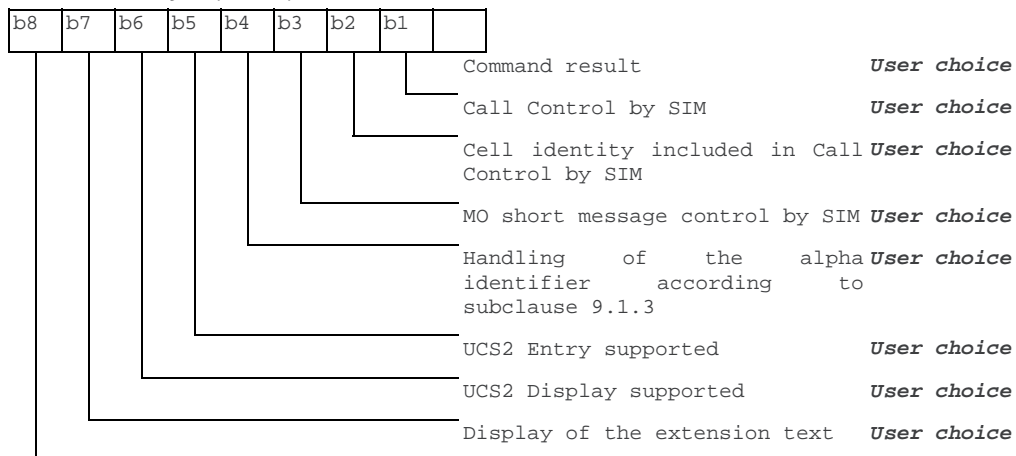 b8 b7 b6 b5 b4 b3 b2 b1
Command result User choice
Call Control by SIM User choice
Cell identity included in Call User choice
Control by SIM
MO short message control by SIM User choice
Handling of the alpha User choice
identifier according to
subclause 9.1.3
UCS2 Entry supported User choice
UCS2 Display supported User choice
Display of the extension text User choice